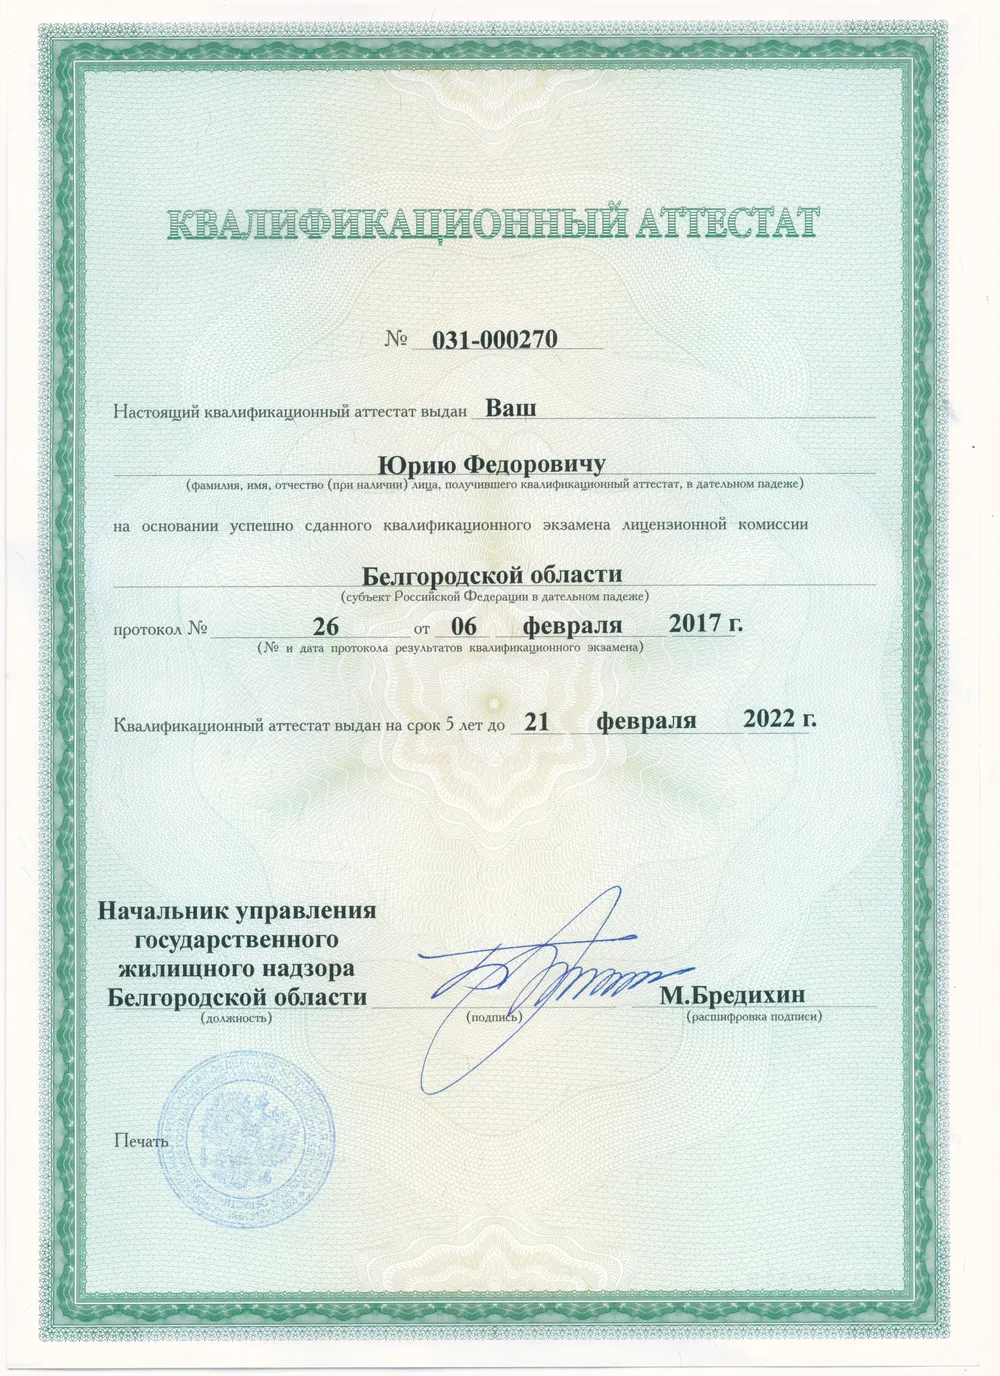 КВАЛИФИКАЦИОННЫЙ АТТЕСТАТ
№ 031-000270
Настоящий квалификационный аттестат выдан Ваш
Юрию Федоровичу
(фамилия, имя, отчество (при наличии) лица, получившего квалификационный аттестат, в дательном падеже)
на основании успешно сданного квалификационного экзамена лицензионной комиссии
Белгородской области
(субъект Российской Федерации в дательном падеже)
протокол № 26 от 06 февраля 2017 г.
(№ и дата протокола результатов квалификационного экзамена)
Квалификационный аттестат выдан на срок 5 лет до 21 февраля 2022 г.
Начальник управления
государственного
жилищного надзора
Белгородской области
М.Бредихин
(должность) (подпись) (расшифровка подписи)
Печать